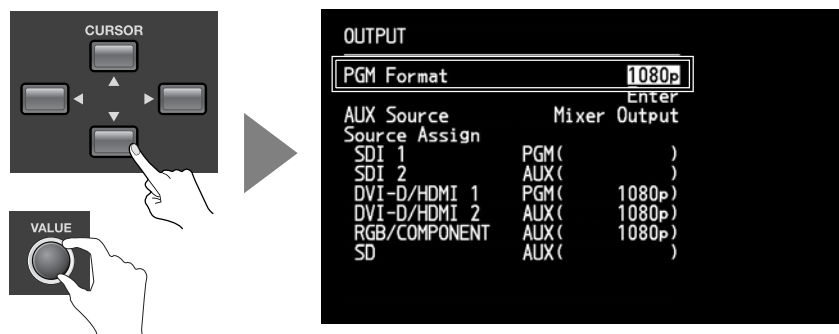 CURSOR
VALUE
OUTPUT
PGM Format 1080p
Enter
AUX Source Mixer Output
Source Assign
SDI 1 PGM( )
SDI 2 AUX( )
DVI-D/HDMI 1 PGM( 1080p)
DVI-D/HDMI 2 AUX( 1080p)
RGB/COMPONENT AUX( 1080p)
SD AUX( )